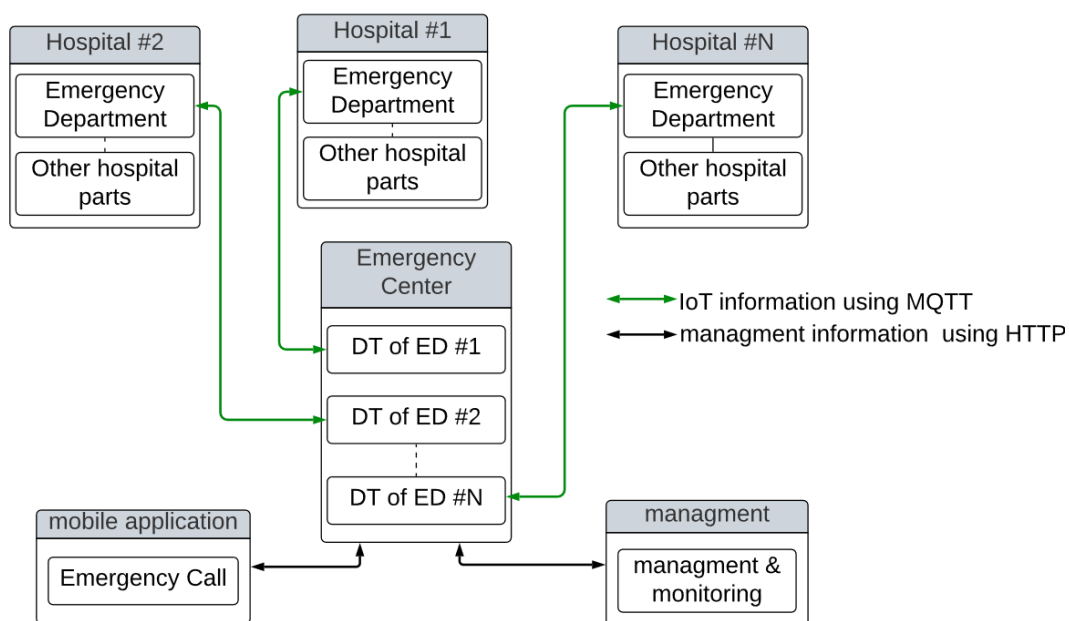 Hospital #2
Emergency
Department
Other hospital
parts
Hospital #1
Emergency
Department
Other hospital
parts
Hospital #N
Emergency
Department
Other hospital
parts
Emergency
Center
DT of ED #1
DT of ED #2
DT of ED #N
IoT information using MQTT
managment information using HTTP
mobile application
Emergency Call
managment
managment &
monitoring